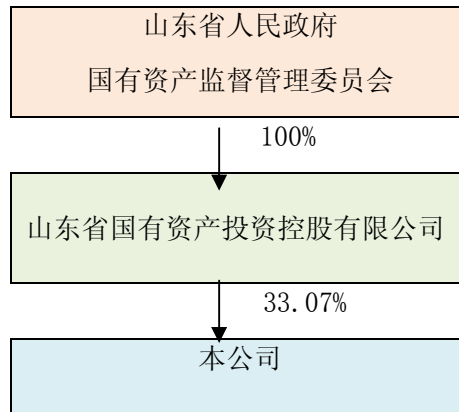 山东省人民政府
国有资产监督管理委员会
100%
山东省国有资产投资控股有限公司
33.07%
本公司